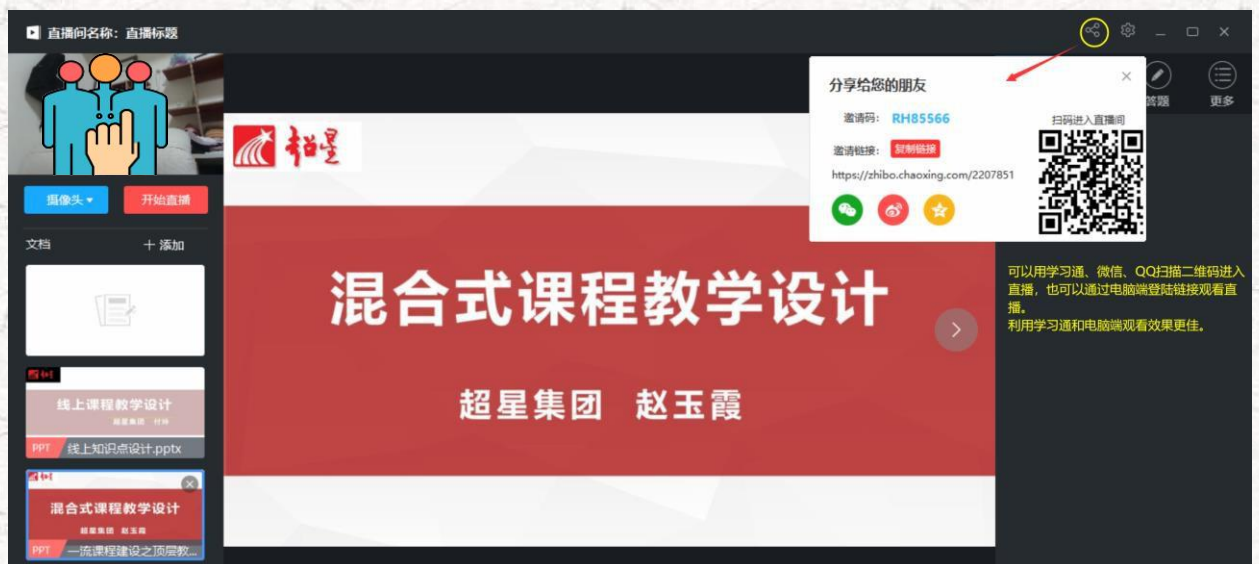 直播间名称：直播标题
分享给您的朋友
邀请码： RH85566
邀请链接： 复制链接
https://zhibo.chaoxing.com/2207851
扫码进入直播间
答题
更多
超星
摄像头
开始直播
文档
+ 添加
线上课程教学设计
超星集团 付钟
PPT 线上知识点设计.pptx
混合式课程教学设计
超星集团 赵玉霞
PPT 一流课程建设之顶层教...
混合式课程教学设计
超星集团 赵玉霞
可以用学习通、微信、QQ扫描二维码进入
直播，也可以通过电脑端登陆链接观看直
播。
利用学习通和电脑端观看效果更佳。